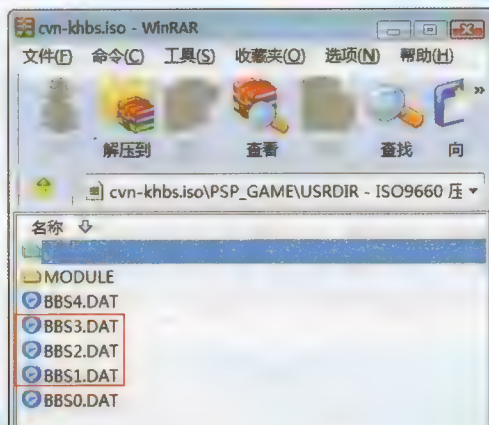 cvn-khbs.iso - WinRAR
文件(F) 命令(C) 工具(S) 收藏夹(O) 选项(N) 帮助(H)
解压到 查看 查找 向
»
cvn-khbs.iso\PSP_GAME\USRDIR - ISO9660 压
名称
MODULE
BBS4.DAT
BBS3.DAT
BBS2.DAT
BBS1.DAT
BBS0.DAT